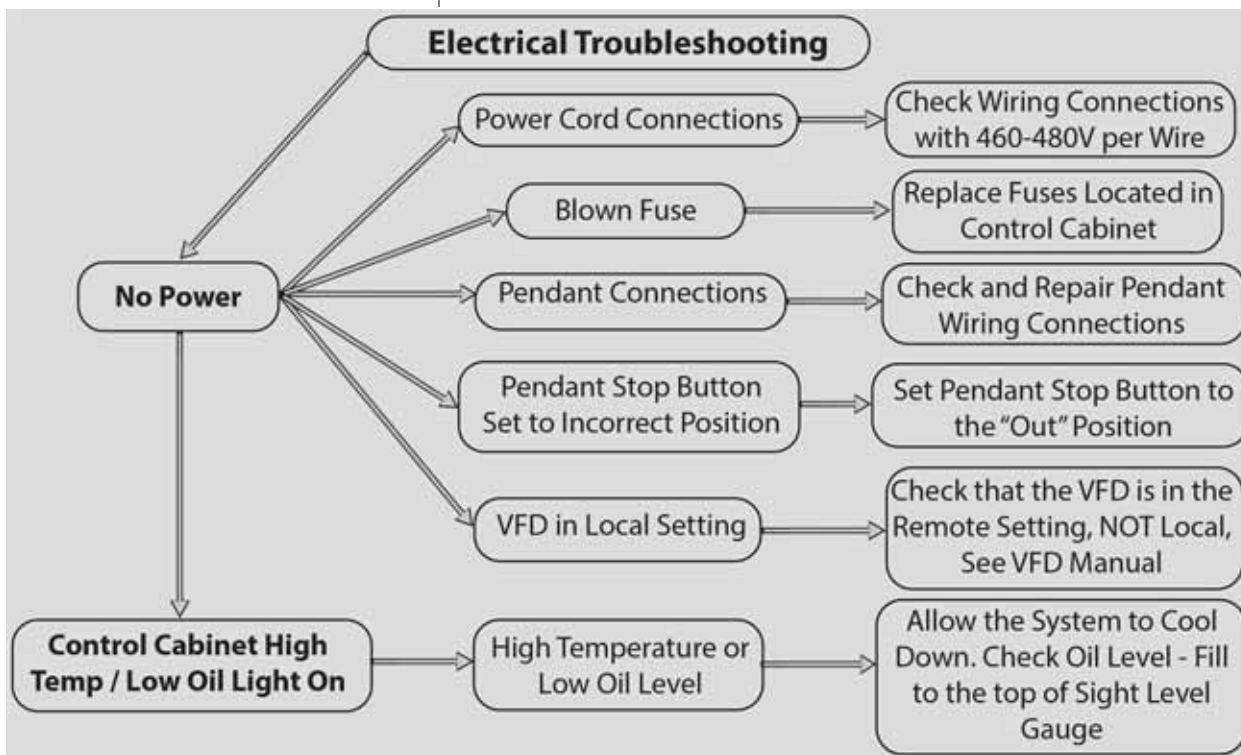 Electrical Troubleshooting
Power Cord Connections
Check Wiring Connections
with 460-480V per Wire
Blown Fuse
Replace Fuses Located in
Control Cabinet
No Power
Pendant Connections
Check and Repair Pendant
Wiring Connections
Pendant Stop Button
Set to Incorrect Position
Set Pendant Stop Button to
the “Out” Position
VFD in Local Setting
Check that the VFD is in the
Remote Setting, NOT Local,
See VFD Manual
Control Cabinet High
Temp / Low Oil Light On
High Temperature or
Low Oil Level
Allow the System to Cool
Down. Check Oil Level - Fill
to the top of Sight Level
Gauge